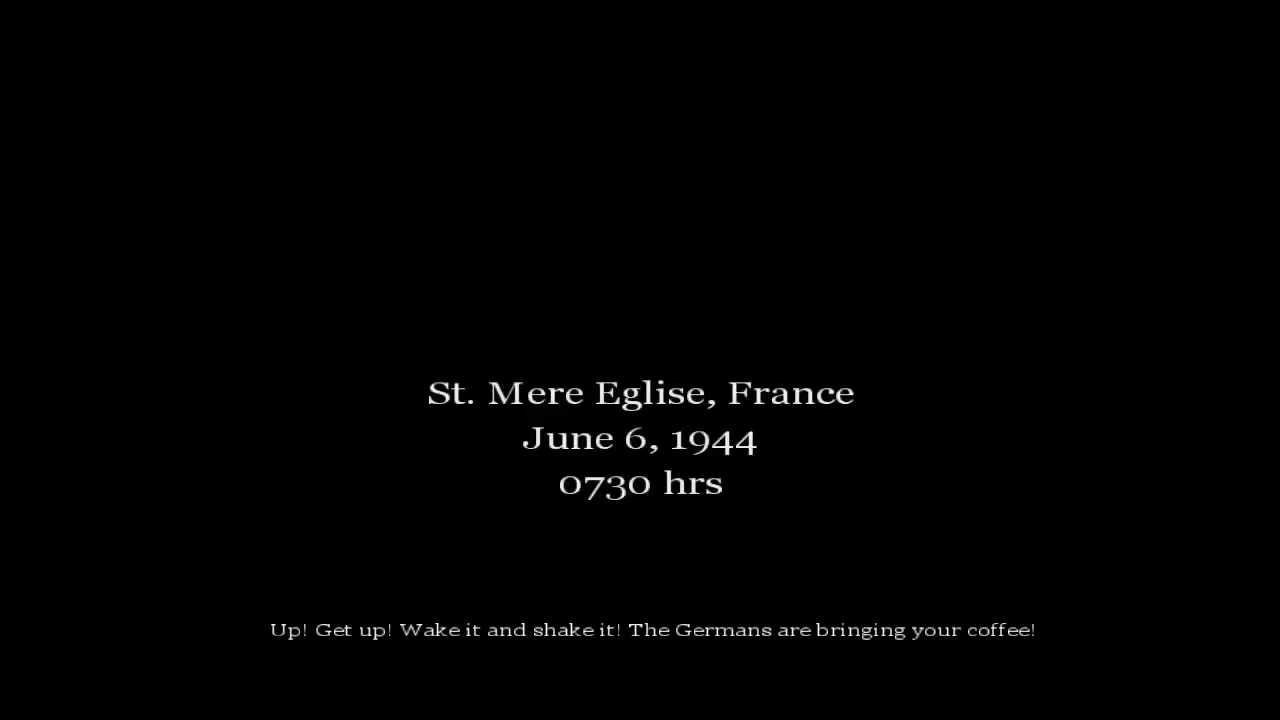 St. Mere Eglise, France
June 6, 1944
0730 hrs
Up! Get up! Wake it and shake it! The Germans are bringing your coffee!